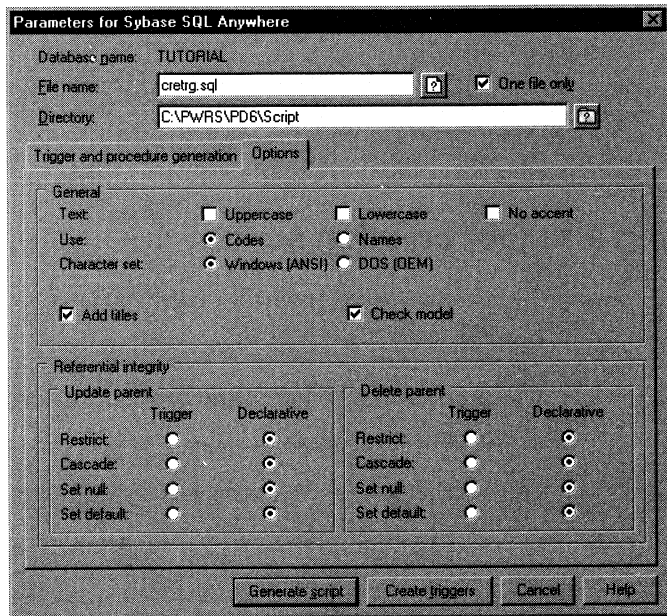 Parameters for Sybase SQL Anywhere
Database name: TUTORIAL
File name: cretrg.sql One file only
Directory: C:\PWRS\PD6\Script
Trigger and procedure generation Options
General
Text: Uppercase Lowercase No accent
Use: Codes Names
Character set: Windows (ANSI) DOS (OEM)
Add titles Check model
Referential integrity
Update parent Delete parent
Trigger Declarative Trigger Declarative
Restrict: Restrict:
Cascade: Cascade:
Set null: Set null:
Set default: Set default:
Generate script Create triggers Cancel Help